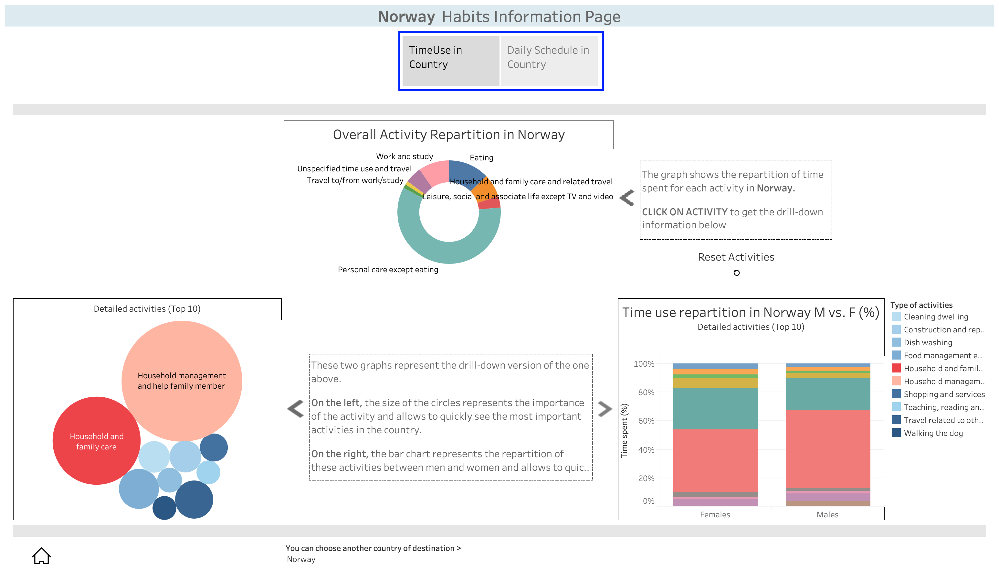 Norway Habits Information Page
TimeUse in
Country
Daily Schedule in
Country
Overall Activity Repartition in Norway
Work and study
Eating
Unspecified time use and travel
Travel to/from work/study
Household and family care and related travel
Leisure, social and associate life except TV and video
Personal care except eating
The graph shows the repartition of time
spent for each activity in Norway.
CLICK ON ACTIVITY to get the drill-down
information below
Reset Activities
Detailed activities (Top 10)
Household management
and help family member
Household and
family care
These two graphs represent the drill-down version of the one
above.
On the left, the size of the circles represents the importance
of the activity and allows to quickly see the most important
activities in the country.
On the right, the bar chart represents the repartition of
these activities between men and women and allows to quic..
Time use repartition in Norway M vs. F (%)
Detailed activities (Top 10)
Time spent (%)
100%
80%
60%
40%
20%
0%
Females
Males
Type of activities
Cleaning dwelling
Construction and rep..
Dish washing
Food management e..
Household and famil..
Household managem..
Shopping and services
Teaching, reading an..
Travel related to oth..
Walking the dog
You can choose another country of destination >
Norway